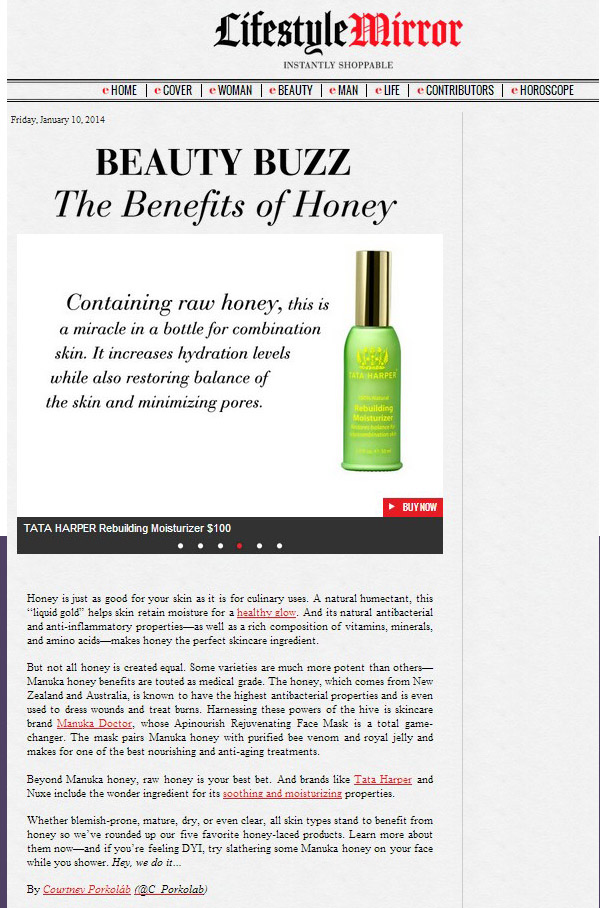 LifestyleMirror
INSTANTLY SHOPPABLE
e HOME | e COVER | e WOMAN | e BEAUTY | e MAN | e LIFE | e CONTRIBUTORS | e HOROSCOPE
Friday, January 10, 2014
BEAUTY BUZZ
The Benefits of Honey
Containing raw honey, this is
a miracle in a bottle for combination
skin. It increases hydration levels
while also restoring balance of
the skin and minimizing pores.
TATA HARPER
Rebuilding
Moisturizer
BUY NOW
TATA HARPER Rebuilding Moisturizer $100
Honey is just as good for your skin as it is for culinary uses. A natural humectant, this
“liquid gold” helps skin retain moisture for a healthy glow. And its natural antibacterial
and anti-inflammatory properties—as well as a rich composition of vitamins, minerals,
and amino acids—makes honey the perfect skincare ingredient.
But not all honey is created equal. Some varieties are much more potent than others—
Manuka honey benefits are touted as medical grade. The honey, which comes from New
Zealand and Australia, is known to have the highest antibacterial properties and is even
used to dress wounds and treat burns. Harnessing these powers of the hive is skincare
brand Manuka Doctor, whose Apinourish Rejuvenating Face Mask is a total game-
changer. The mask pairs Manuka honey with purified bee venom and royal jelly and
makes for one of the best nourishing and anti-aging treatments.
Beyond Manuka honey, raw honey is your best bet. And brands like Tata Harper and
Nuxe include the wonder ingredient for its soothing and moisturizing properties.
Whether blemish-prone, mature, dry, or even clear, all skin types stand to benefit from
honey so we’ve rounded up our five favorite honey-laced products. Learn more about
them now—and if you’re feeling DYI, try slathering some Manuka honey on your face
while you shower. Hey, we do it…
By Courtney Porkoláb (@C_Porkolab)